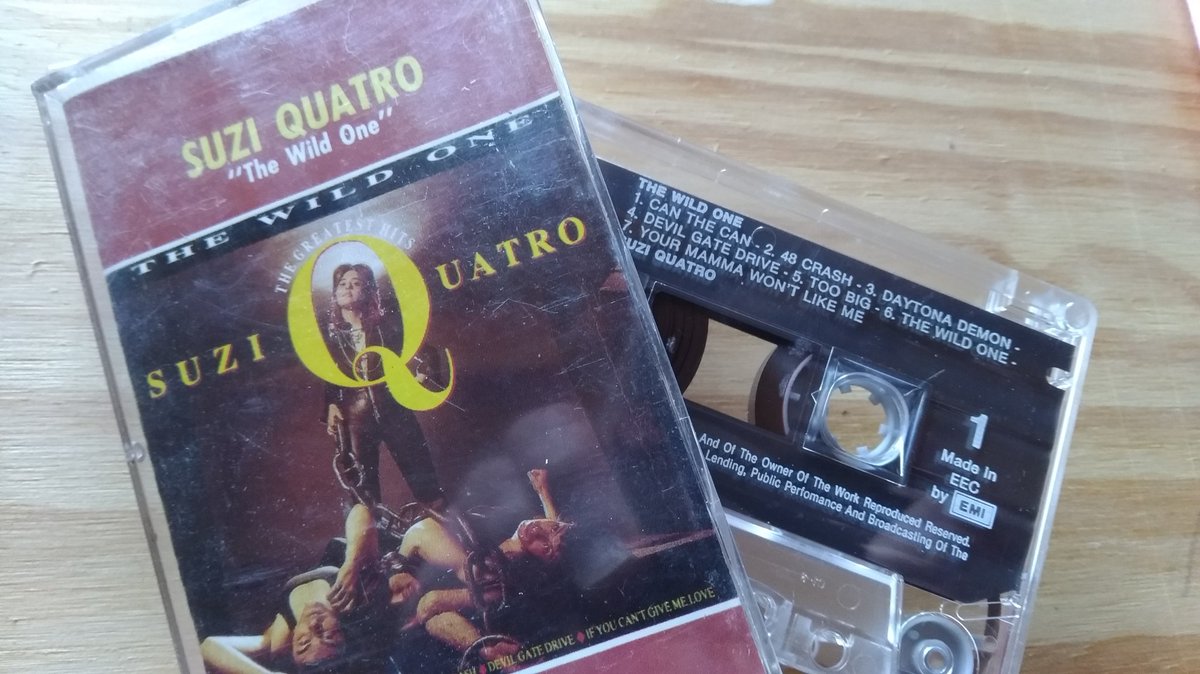 SUZI QUATRO
"The Wild One"
THE WILD ONE
THE GREATEST HITS
SUZI QUATRO
DEVIL GATE DRIVE ♦ IF YOU CAN'T GIVE ME LOVE
THE WILD ONE
1. CAN THE CAN - 2. 48 CRASH - 3. DAYTONA DEMON -
4. DEVIL GATE DRIVE - 5. TOO BIG - 6. THE WILD ONE -
7. YOUR MAMMA WON'T LIKE ME
SUZI QUATRO
1
Made in
EEC
by EMI
And Of The Owner Of The Work Reproduced Reserved.
Lending, Public Perfomance And Broadcasting Of The